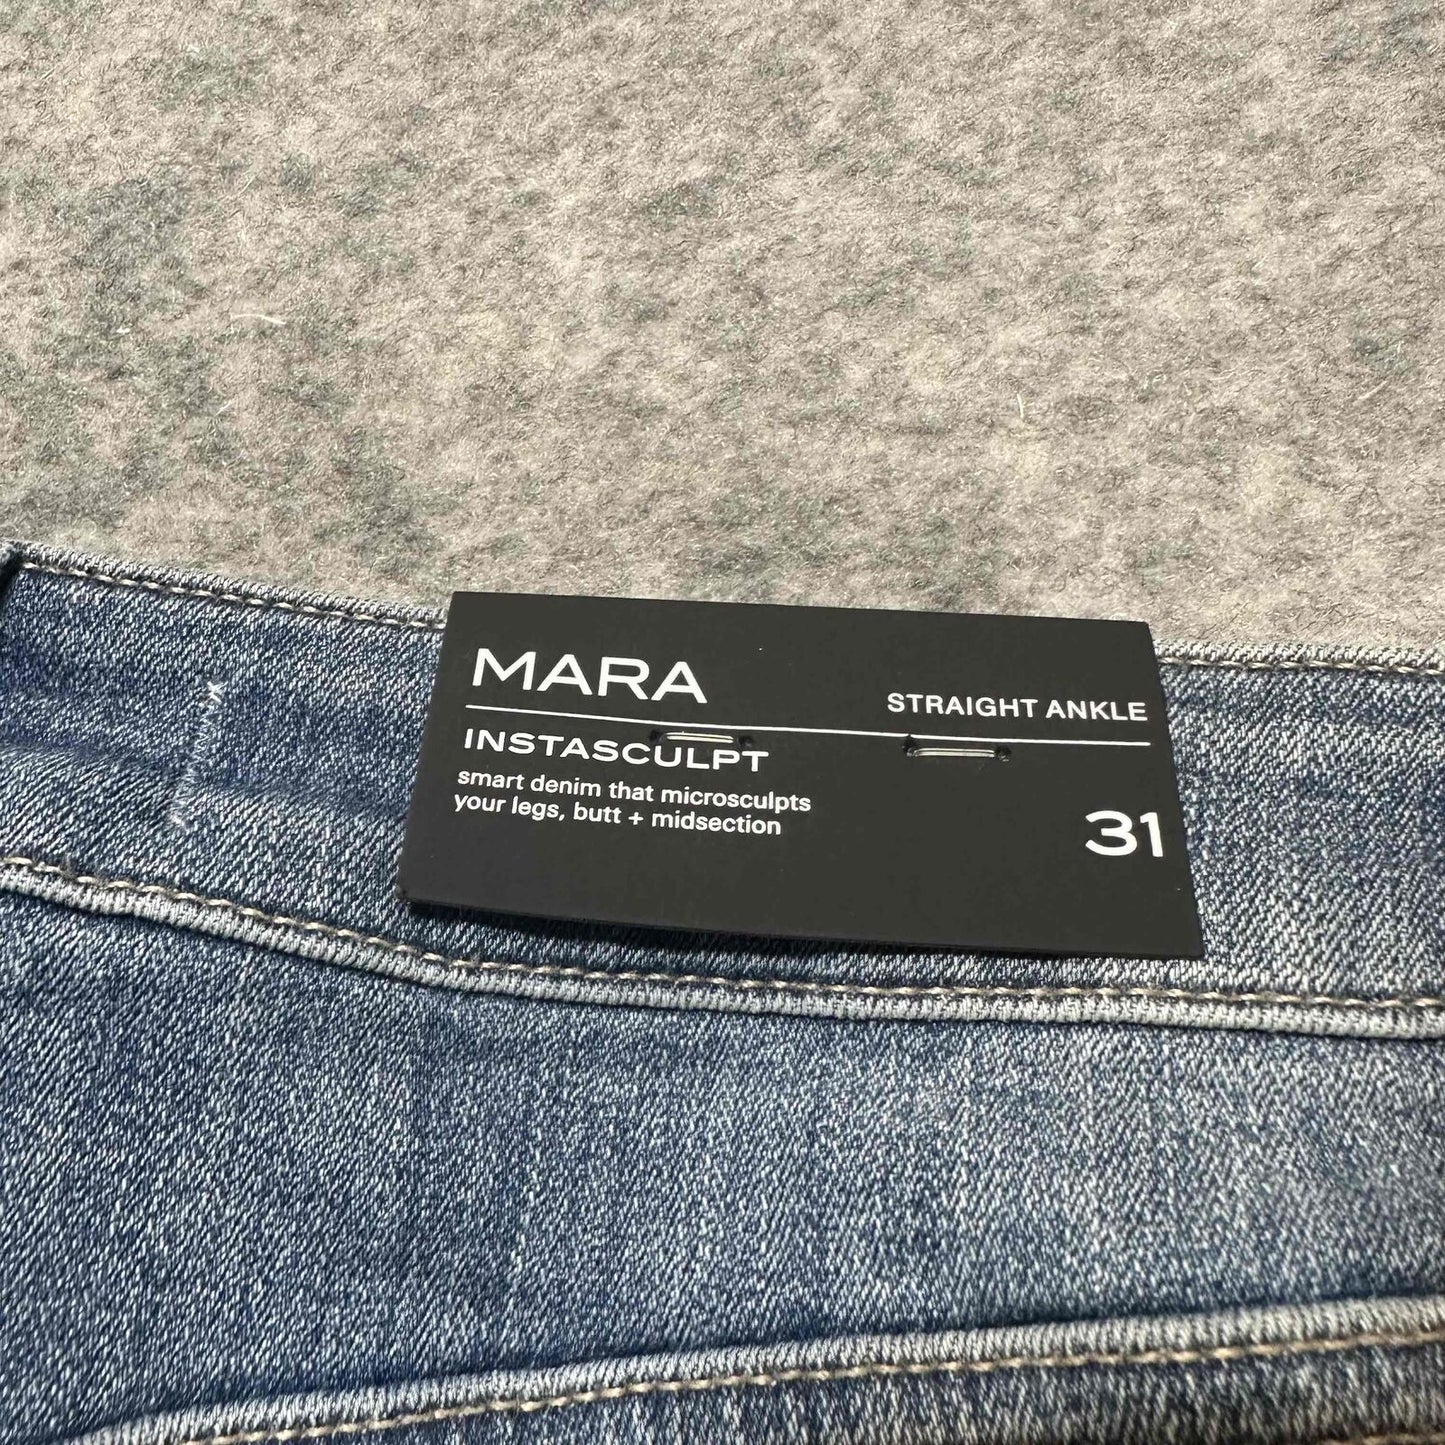 MARA
STRAIGHT ANKLE
INSTASCULPT
smart denim that microsculpts
your legs, butt + midsection
31